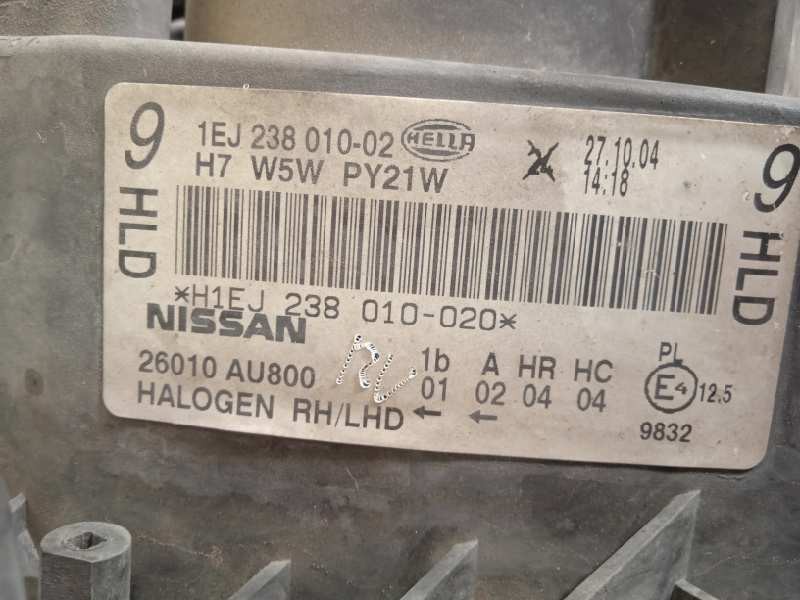 9 HLD
1EJ 238 010-02 HELLA
H7 W5W PY21W
27.10.04
14:18
9 HLD
*H1EJ 238 010-020*
NISSAN
26010 AU800
HALOGEN RH/LHD
1b A HR HC
01 02 04 04
← ←
PL
E4 12.5
9832